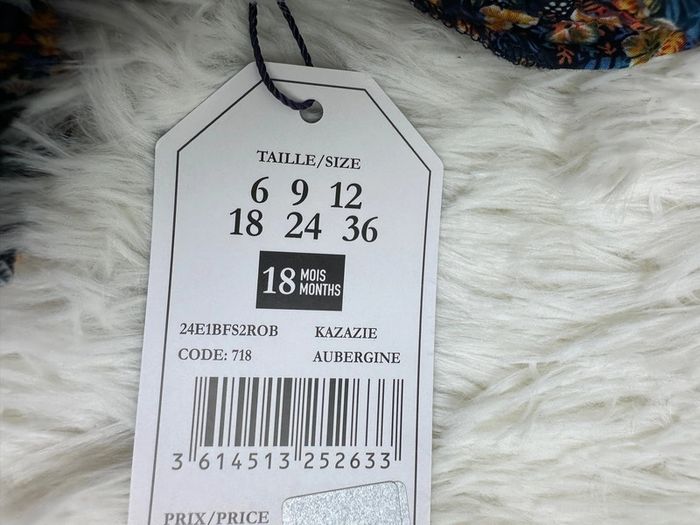 TAILLE/SIZE
6 9 12
18 24 36
18 MOIS MONTHS
24E1BFS2ROB KAZAZIE
CODE: 718 AUBERGINE
3 614513 252633
PRIX/PRICE